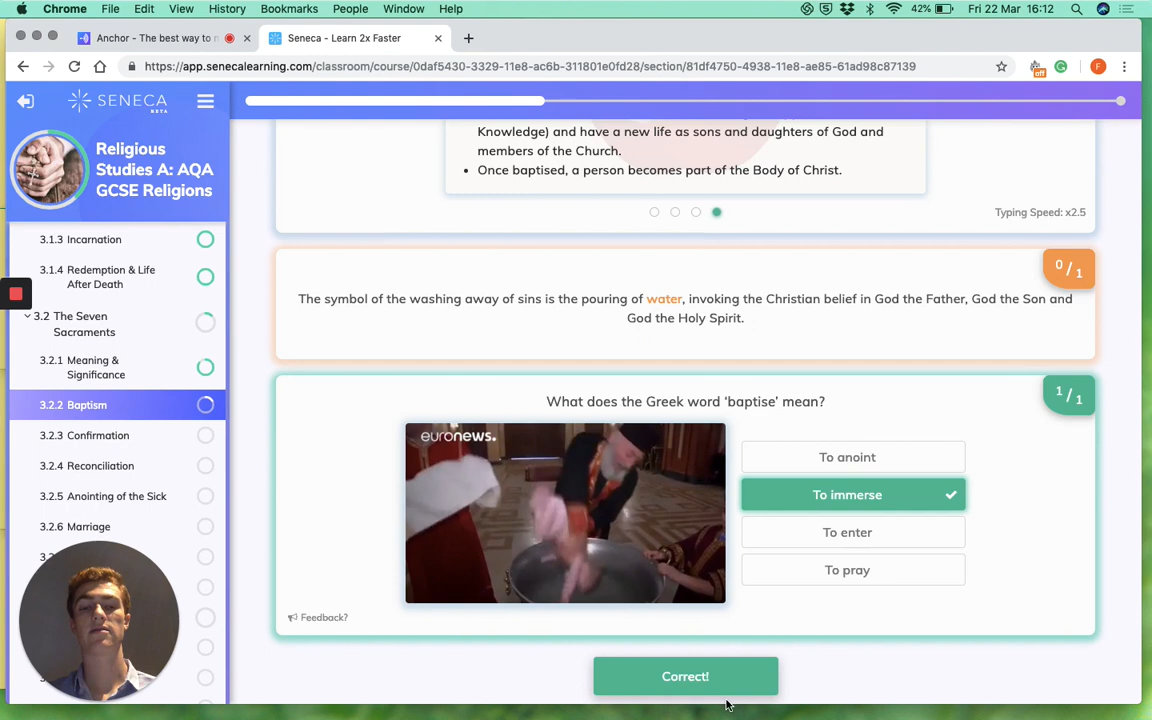 Chrome File Edit View History Bookmarks People Window Help
42% Fri 22 Mar 16:12
Anchor - The best way to
Seneca - Learn 2x Faster
https://app.senecalearning.com/classroom/course/0daf5430-3329-11e8-ac6b-311801e0fd28/section/81df4750-4938-11e8-ae85-61ad98c87139
off
F
SENECA
BETA
Religious
Studies A: AQA
GCSE Religions
3.1.3 Incarnation
3.1.4 Redemption & Life
After Death
3.2 The Seven
Sacraments
3.2.1 Meaning &
Significance
3.2.2 Baptism
3.2.3 Confirmation
3.2.4 Reconciliation
3.2.5 Anointing of the Sick
3.2.6 Marriage
Knowledge) and have a new life as sons and daughters of God and
members of the Church.
• Once baptised, a person becomes part of the Body of Christ.
Typing Speed: x2.5
0/1
The symbol of the washing away of sins is the pouring of water, invoking the Christian belief in God the Father, God the Son and
God the Holy Spirit.
1/1
What does the Greek word ‘baptise’ mean?
euronews.
To anoint
To immerse
To enter
To pray
Feedback?
Correct!